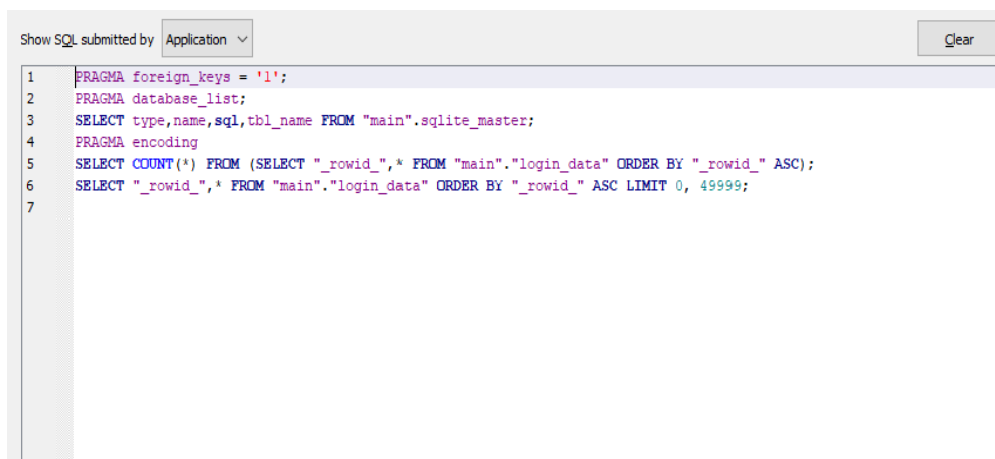 Show SQL submitted by Application Clear
1 PRAGMA foreign_keys = '1';
2 PRAGMA database_list;
3 SELECT type,name,sql,tbl_name FROM "main".sqlite_master;
4 PRAGMA encoding
5 SELECT COUNT(*) FROM (SELECT "_rowid_",* FROM "main"."login_data" ORDER BY "_rowid_" ASC);
6 SELECT "_rowid_",* FROM "main"."login_data" ORDER BY "_rowid_" ASC LIMIT 0, 49999;
7